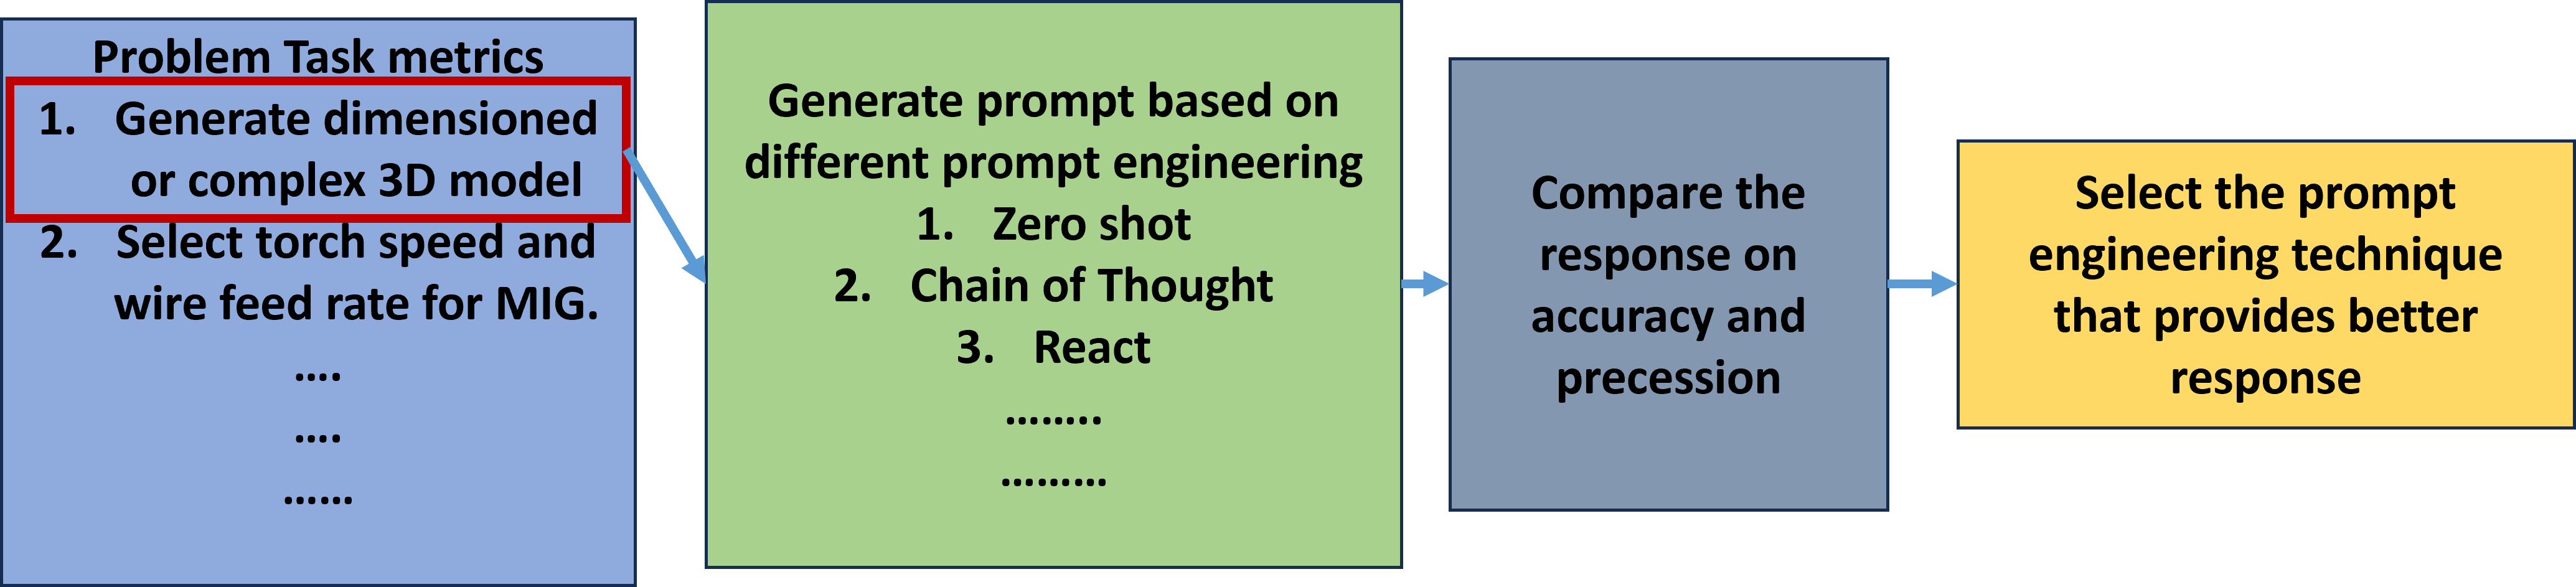 Problem Task metrics
1. Generate dimensioned
or complex 3D model
2. Select torch speed and
wire feed rate for MIG.
....
....
......
Generate prompt based on
different prompt engineering
1. Zero shot
2. Chain of Thought
3. React
........
.........
Compare the
response on
accuracy and
precession
Select the prompt
engineering technique
that provides better
response